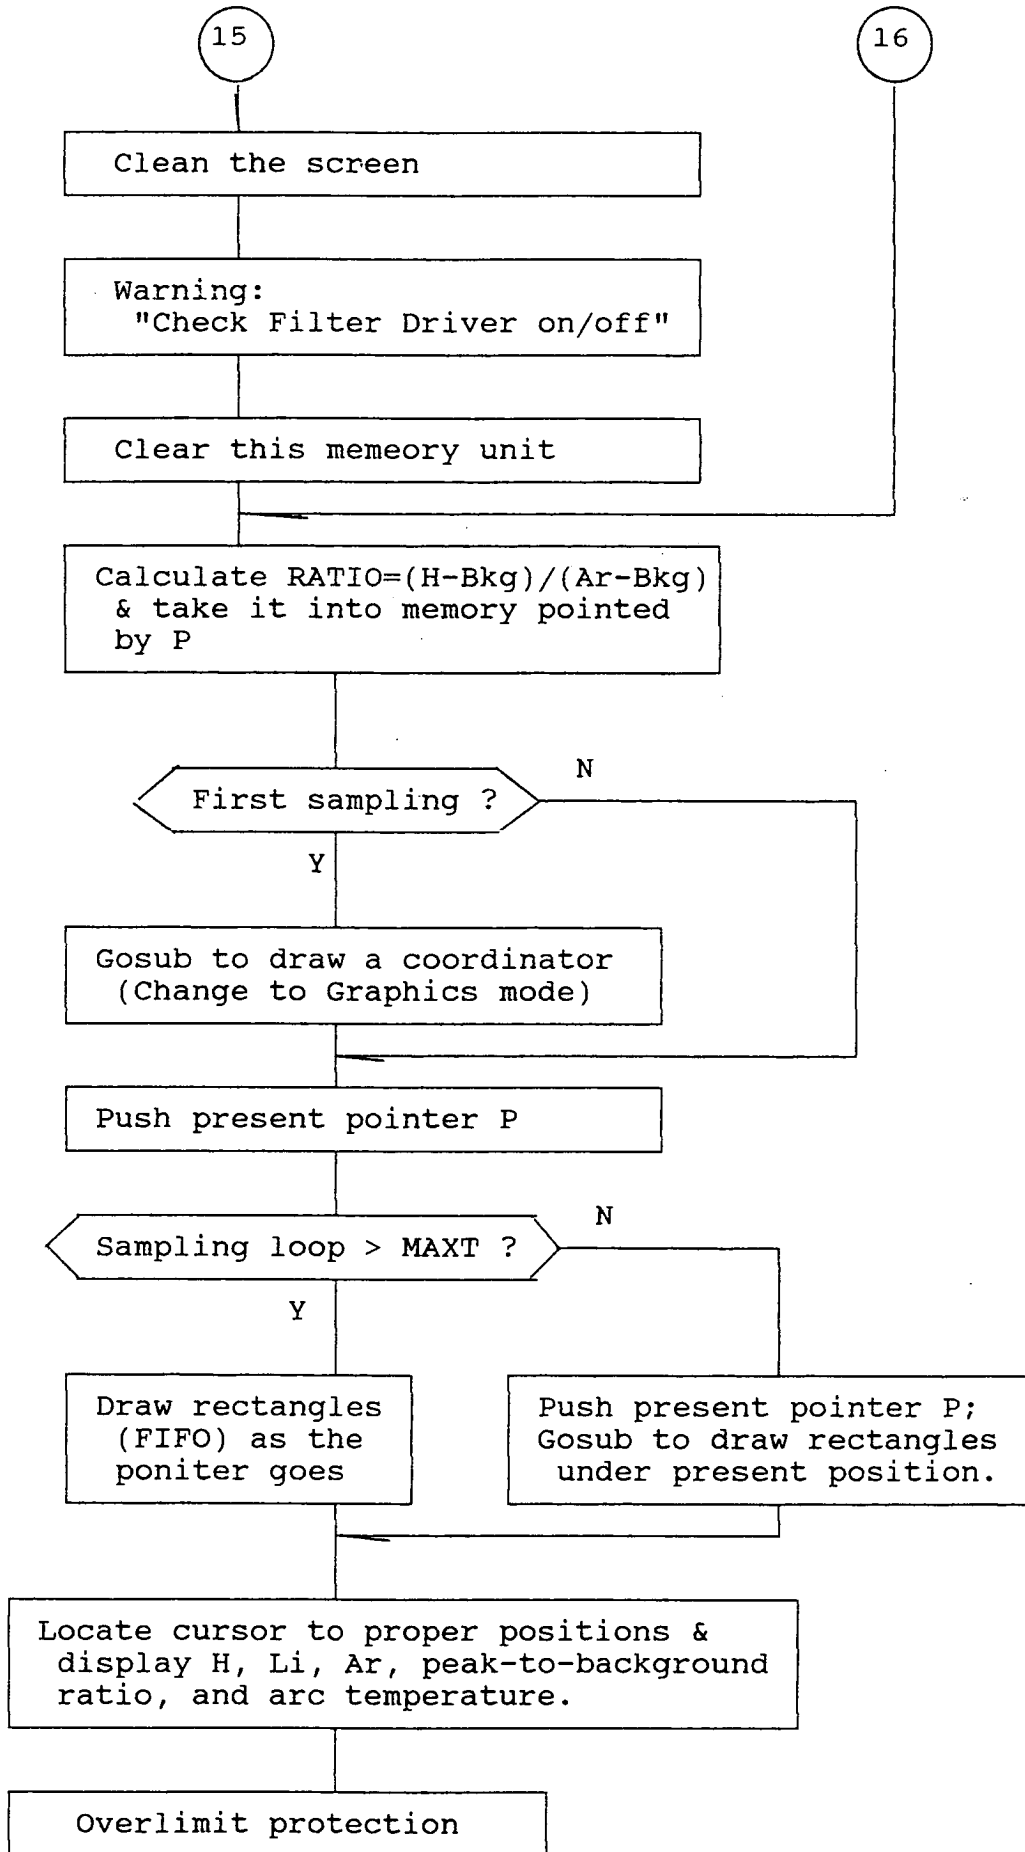 15
16
Clean the screen
Warning:
"Check Filter Driver on/off"
Clear this memeory unit
Calculate RATIO=(H-Bkg)/(Ar-Bkg)
& take it into memory pointed
by P
First sampling ?
N
Y
Gosub to draw a coordinator
(Change to Graphics mode)
Push present pointer P
Sampling loop > MAXT ?
N
Y
Draw rectangles
(FIFO) as the
poniter goes
Push present pointer P;
Gosub to draw rectangles
under present position.
Locate cursor to proper positions &
display H, Li, Ar, peak-to-background
ratio, and arc temperature.
Overlimit protection